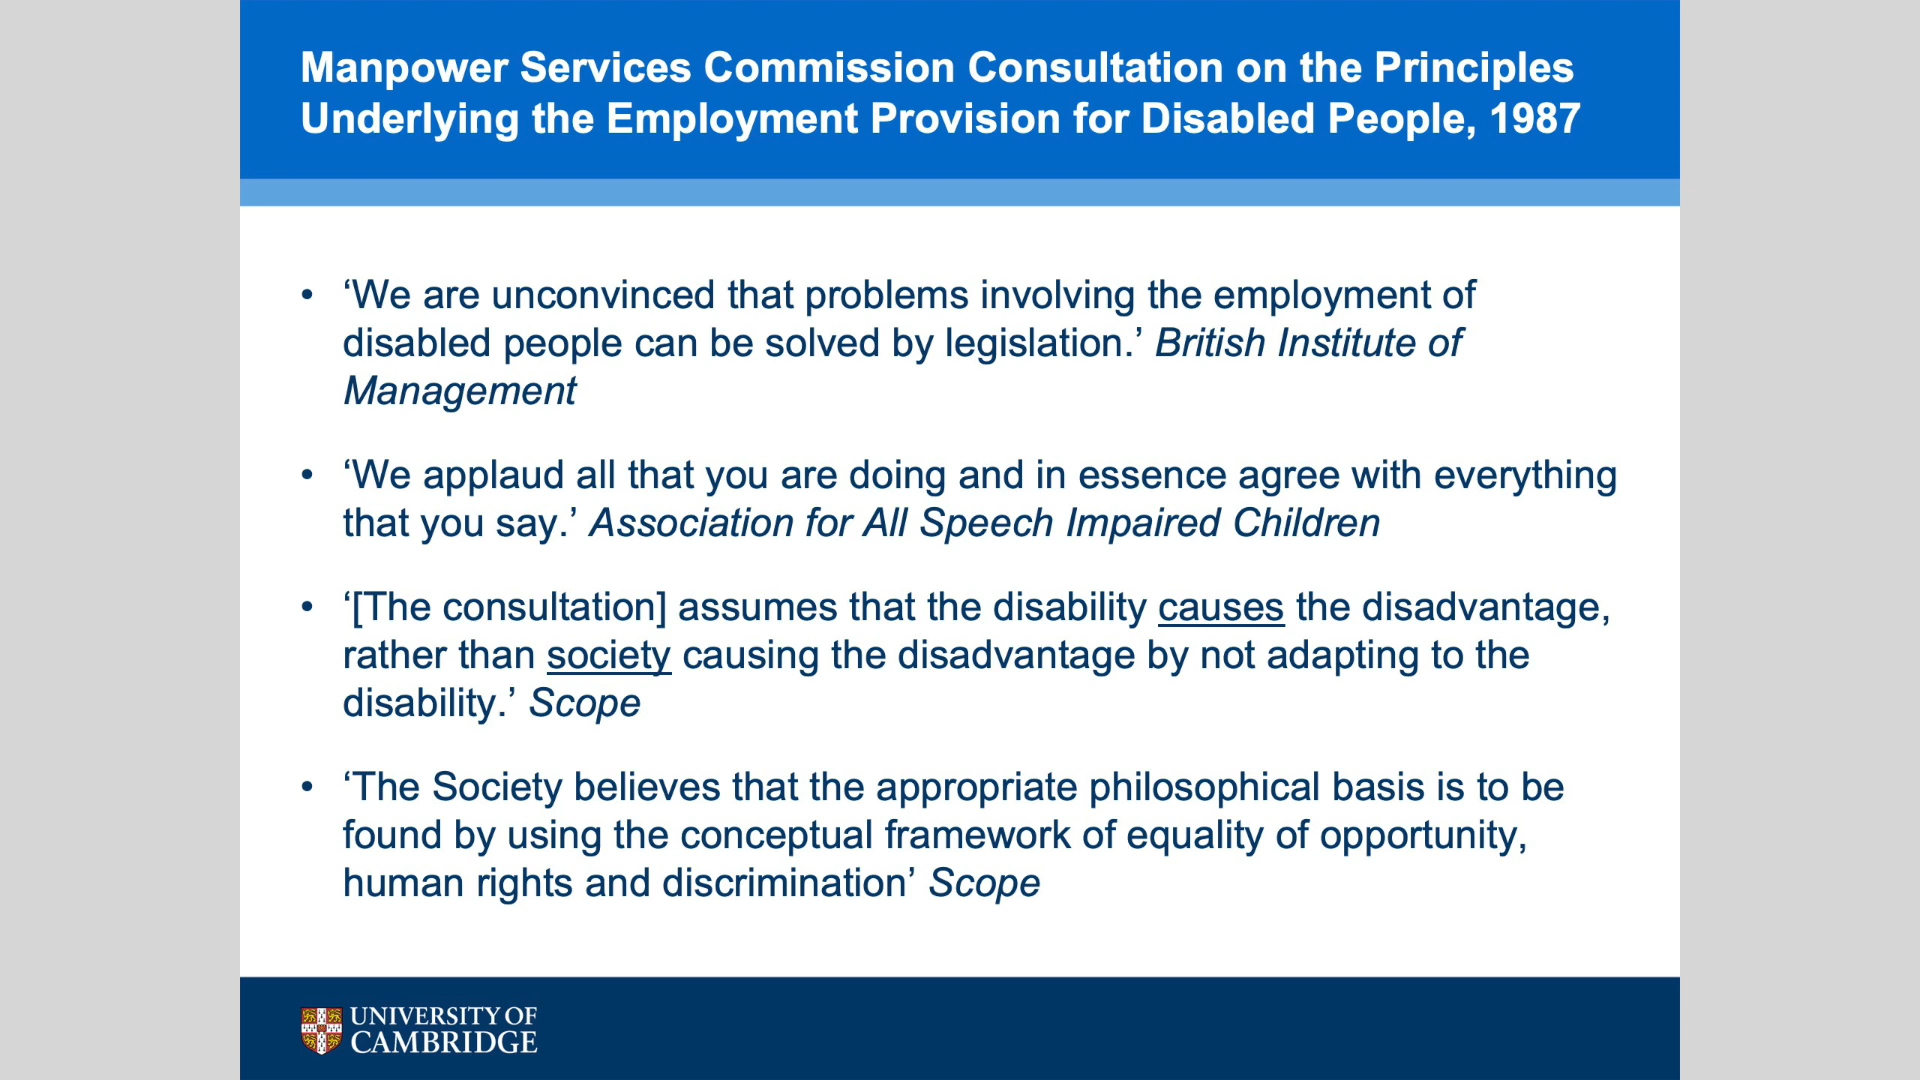 Manpower Services Commission Consultation on the Principles
Underlying the Employment Provision for Disabled People, 1987
• ‘We are unconvinced that problems involving the employment of
disabled people can be solved by legislation.’ British Institute of
Management
• ‘We applaud all that you are doing and in essence agree with everything
that you say.’ Association for All Speech Impaired Children
• ‘[The consultation] assumes that the disability causes the disadvantage,
rather than society causing the disadvantage by not adapting to the
disability.’ Scope
• ‘The Society believes that the appropriate philosophical basis is to be
found by using the conceptual framework of equality of opportunity,
human rights and discrimination’ Scope
UNIVERSITY OF
CAMBRIDGE